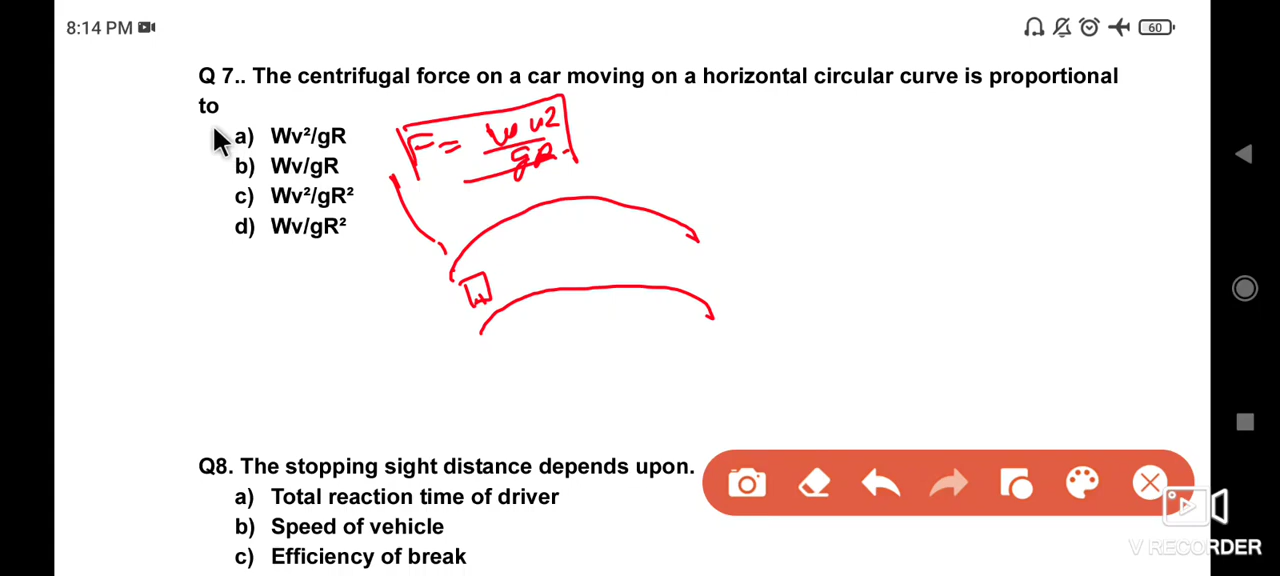 8:14 PM
60
Q 7.. The centrifugal force on a car moving on a horizontal circular curve is proportional
to
a) Wv²/gR
b) Wv/gR
c) Wv²/gR²
d) Wv/gR²
F = wv2
gR
W
Q8. The stopping sight distance depends upon.
a) Total reaction time of driver
b) Speed of vehicle
c) Efficiency of break
V RECORDER